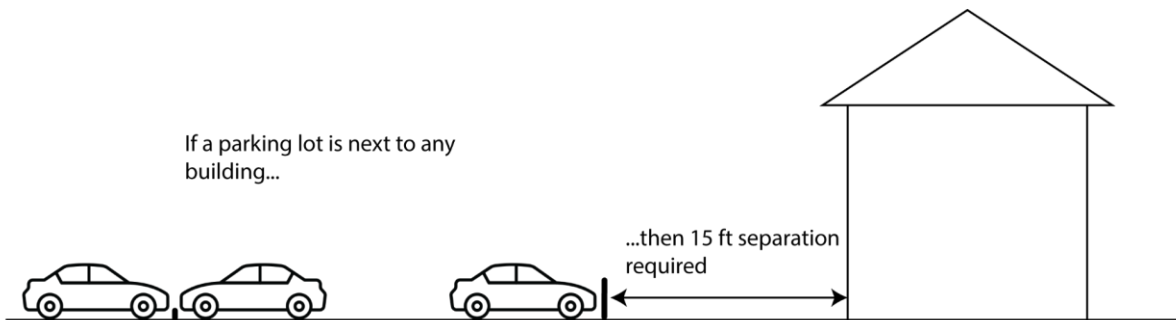 If a parking lot is next to any
building...
...then 15 ft separation
required